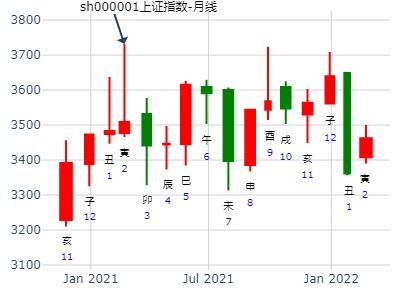 sh000001上证指数-月线
3800
3700
3600
3500
3400
3300
3200
3100
亥
11
子
12
丑
1
寅
2
卯
3
辰
4
巳
5
午
6
未
7
申
8
酉
9
戌
10
亥
11
子
12
丑
1
寅
2
Jan 2021
Jul 2021
Jan 2022